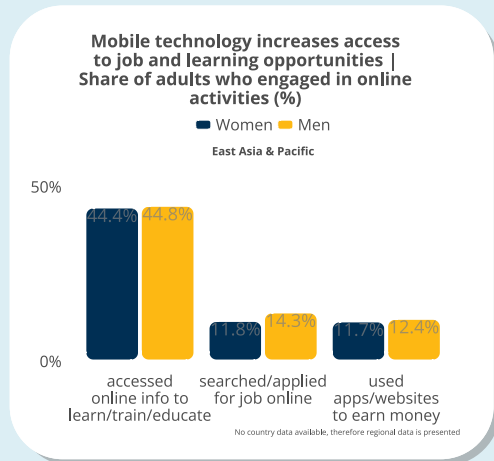 Mobile technology increases access
to job and learning opportunities |
Share of adults who engaged in online
activities (%)
Women Men
East Asia & Pacific
50%
44.4% 44.8%
11.8% 14.3%
11.7% 12.4%
0%
accessed
online info to
learn/train/educate
searched/applied
for job online
used
apps/websites
to earn money
No country data available, therefore regional data is presented